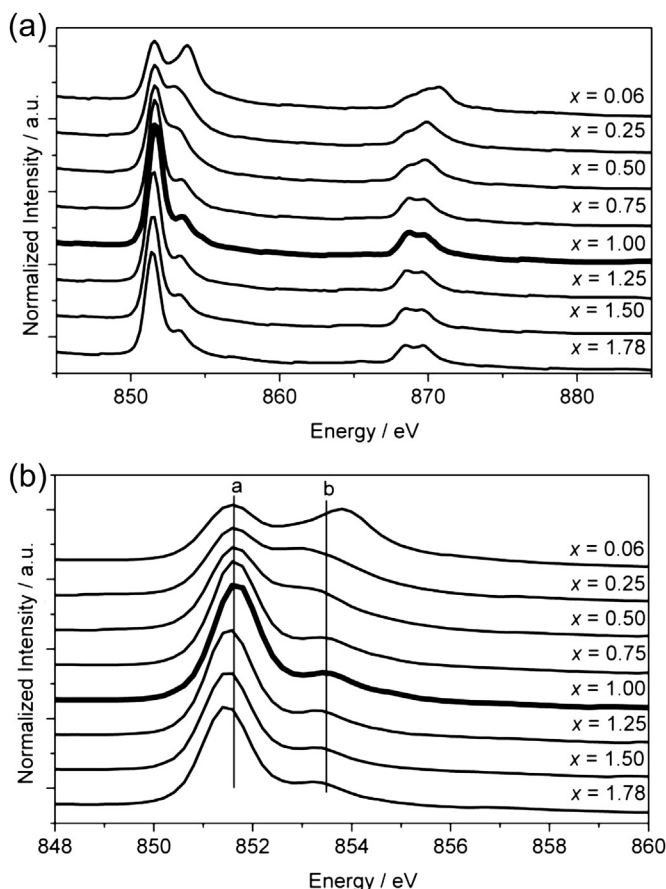 (a)
Normalized Intensity / a.u.
x = 0.06
x = 0.25
x = 0.50
x = 0.75
x = 1.00
x = 1.25
x = 1.50
x = 1.78
850
860
870
880
Energy / eV
(b)
a
b
Normalized Intensity / a.u.
x = 0.06
x = 0.25
x = 0.50
x = 0.75
x = 1.00
x = 1.25
x = 1.50
x = 1.78
848
850
852
854
856
858
860
Energy / eV